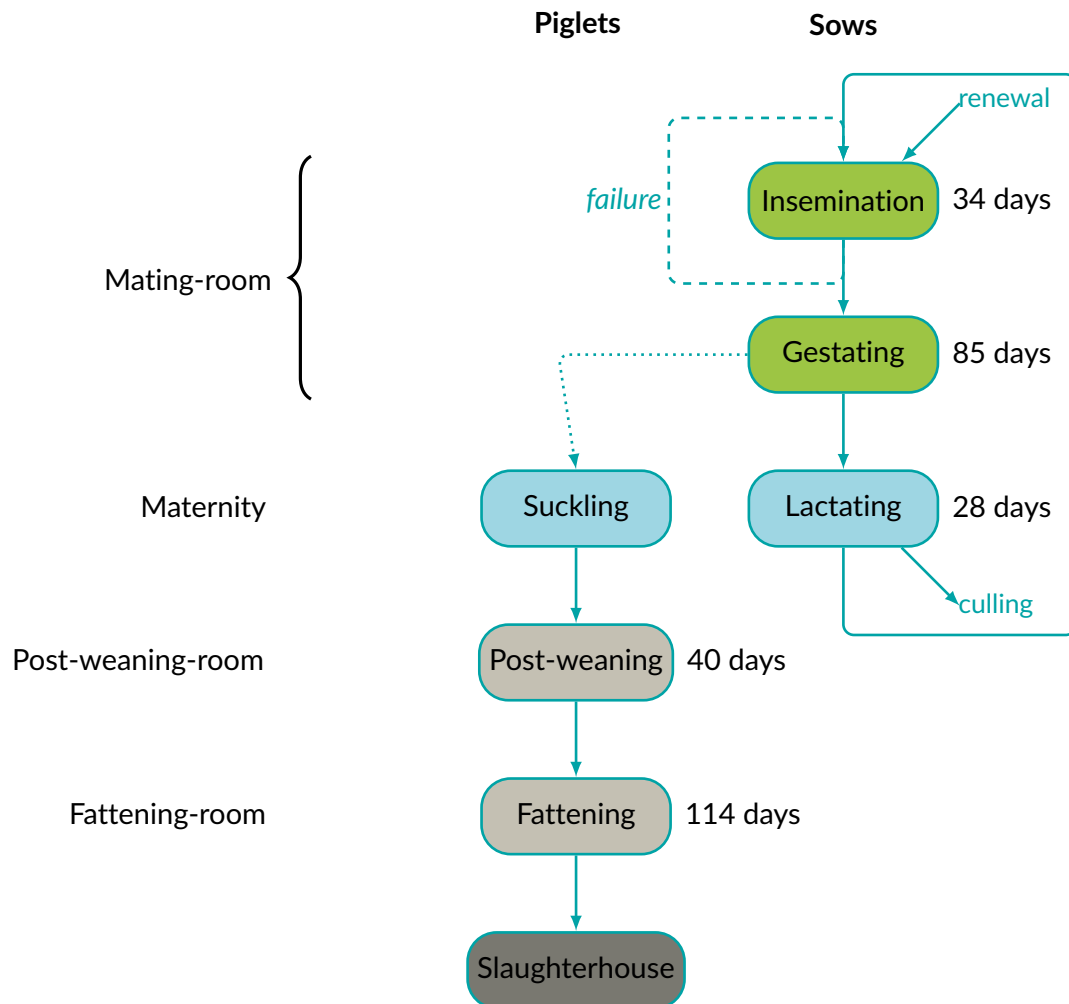 Piglets Sows
renewal
failure Insemination 34 days
Mating-room
Gestating 85 days
Maternity Suckling Lactating 28 days
culling
Post-weaning-room Post-weaning 40 days
Fattening-room Fattening 114 days
Slaughterhouse